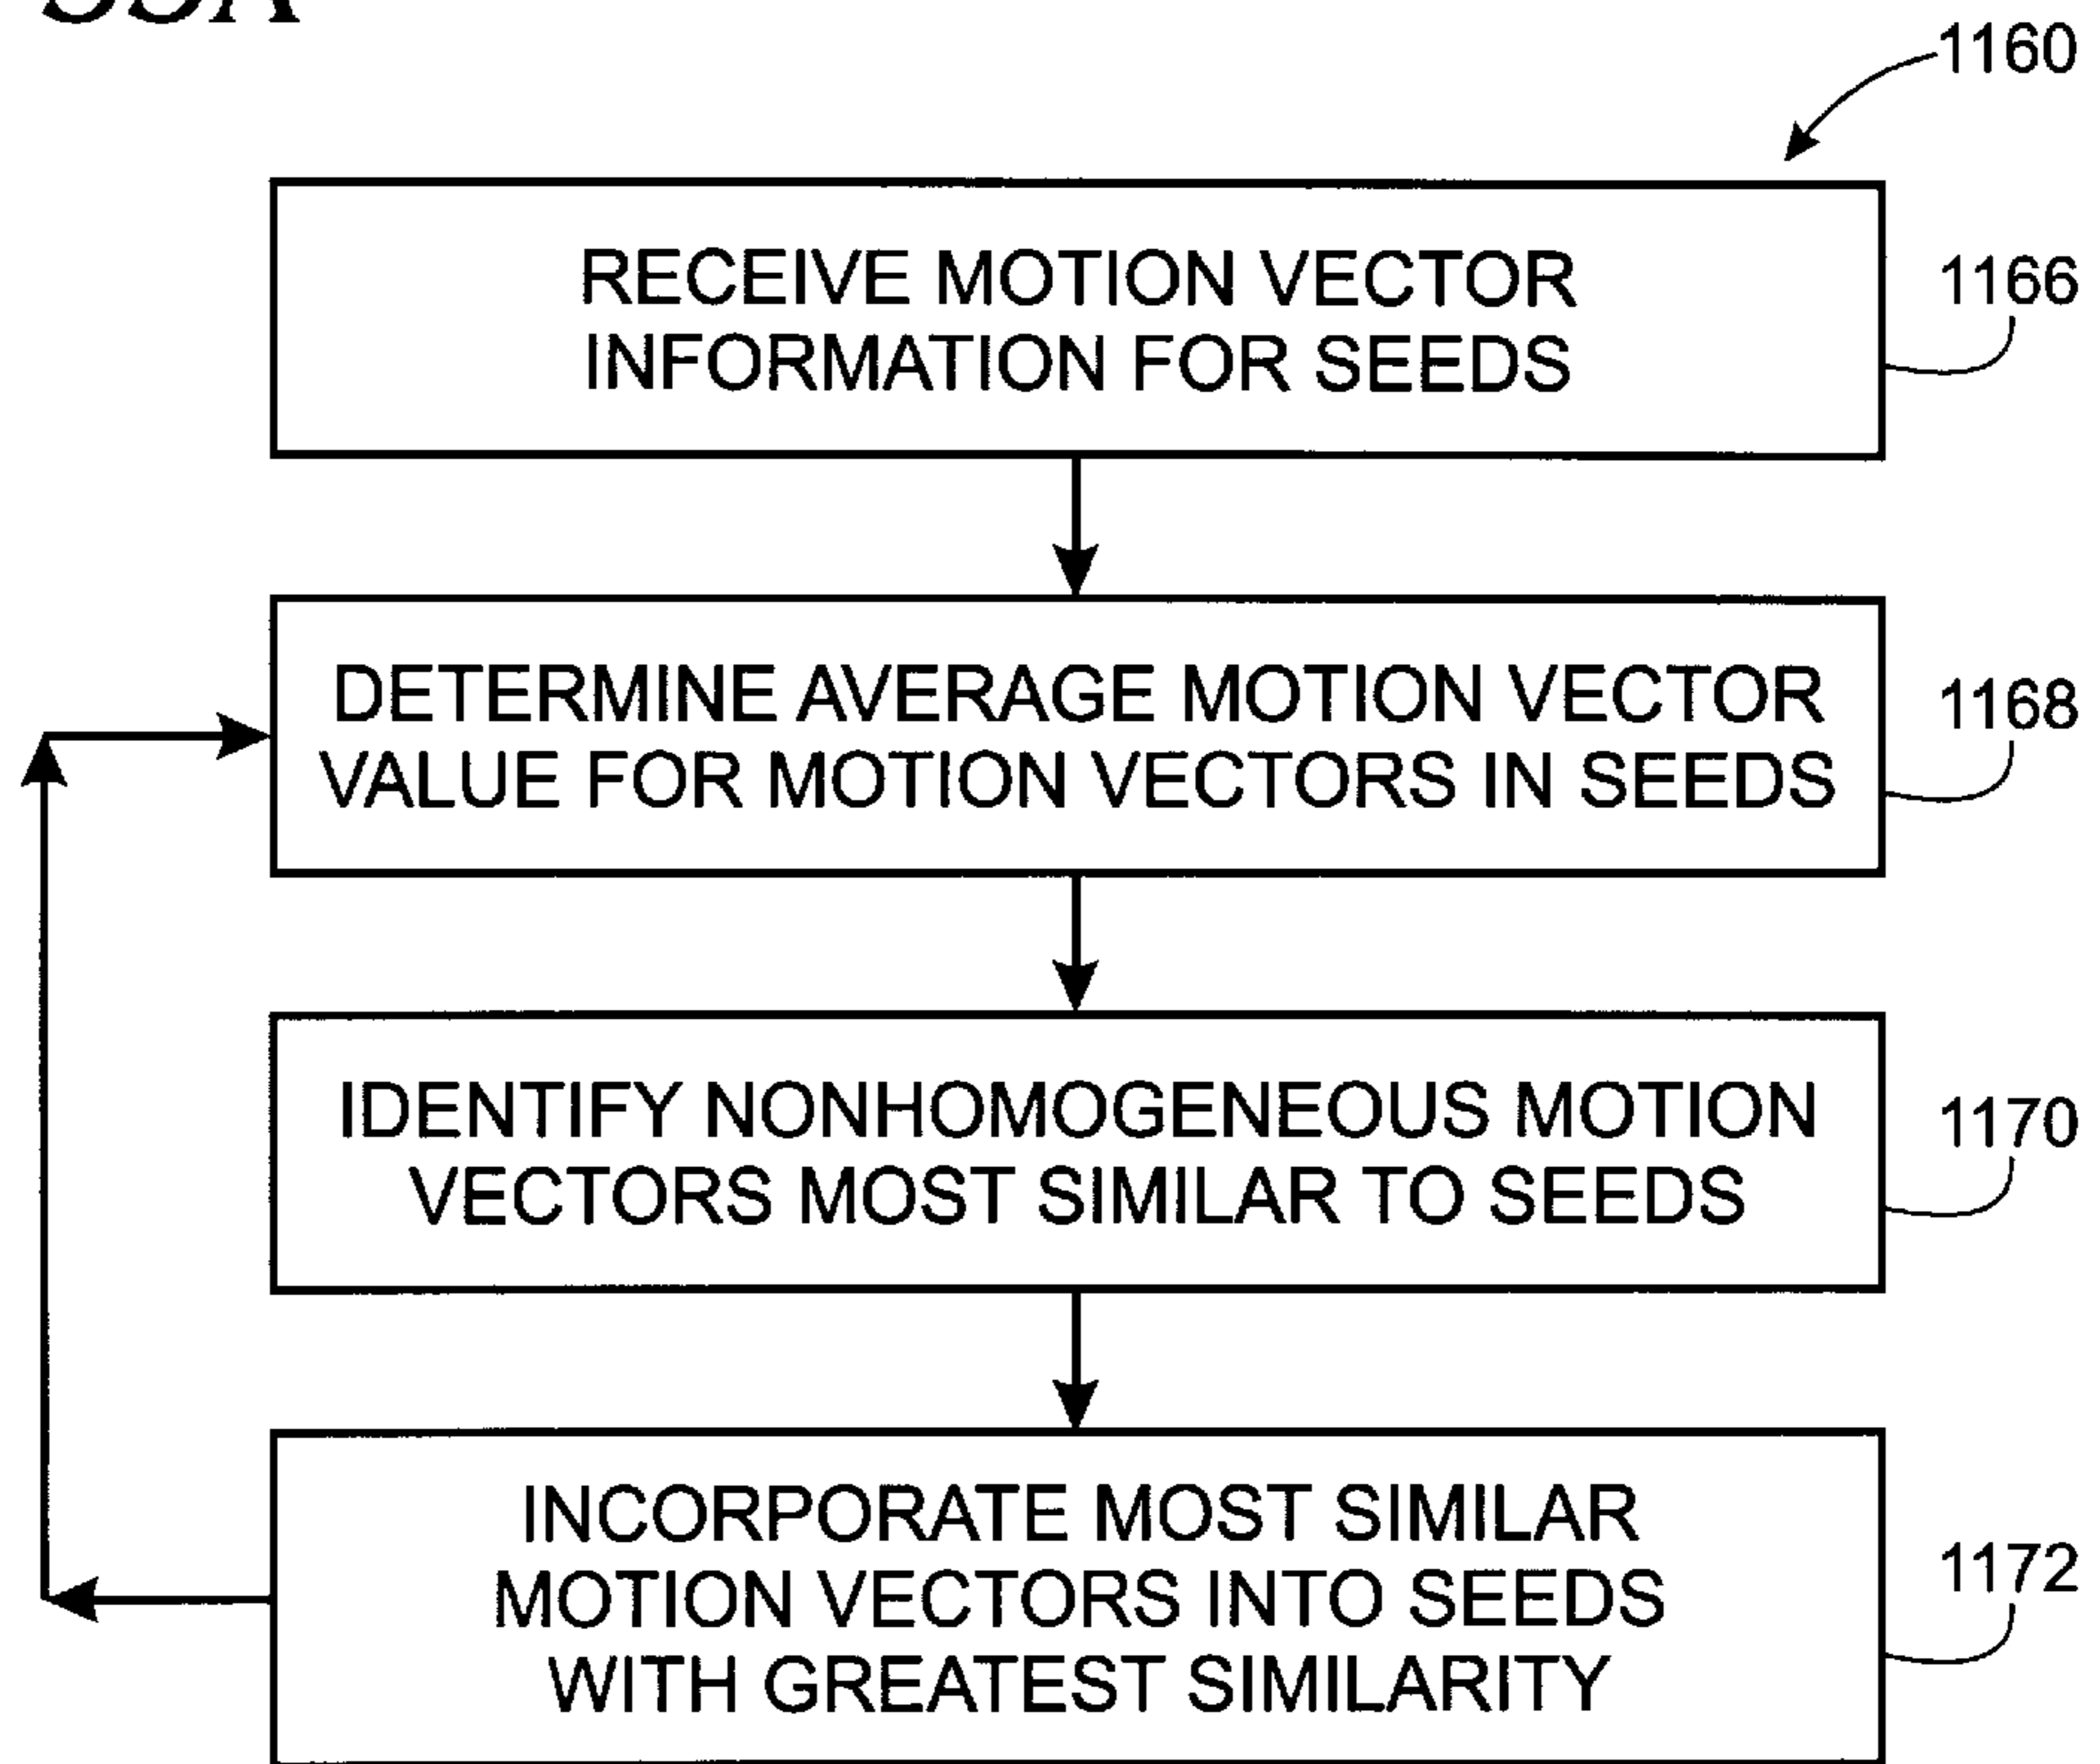 1160
RECEIVE MOTION VECTOR
INFORMATION FOR SEEDS
1166
DETERMINE AVERAGE MOTION VECTOR
VALUE FOR MOTION VECTORS IN SEEDS
1168
IDENTIFY NONHOMOGENEOUS MOTION
VECTORS MOST SIMILAR TO SEEDS
1170
INCORPORATE MOST SIMILAR
MOTION VECTORS INTO SEEDS
WITH GREATEST SIMILARITY
1172